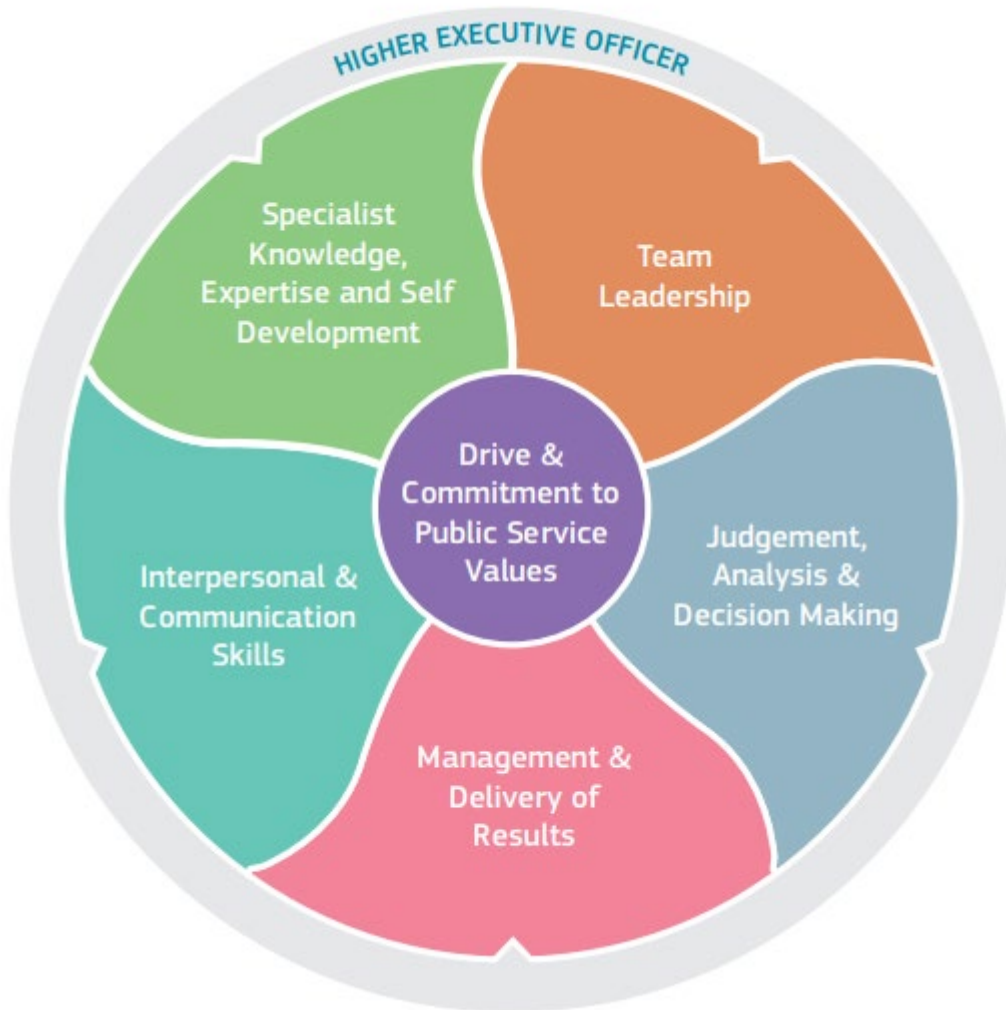 HIGHER EXECUTIVE OFFICER
Specialist
Knowledge,
Expertise and Self
Development
Team
Leadership
Drive &
Commitment to
Public Service
Values
Judgement,
Analysis &
Decision Making
Interpersonal &
Communication
Skills
Management &
Delivery of
Results